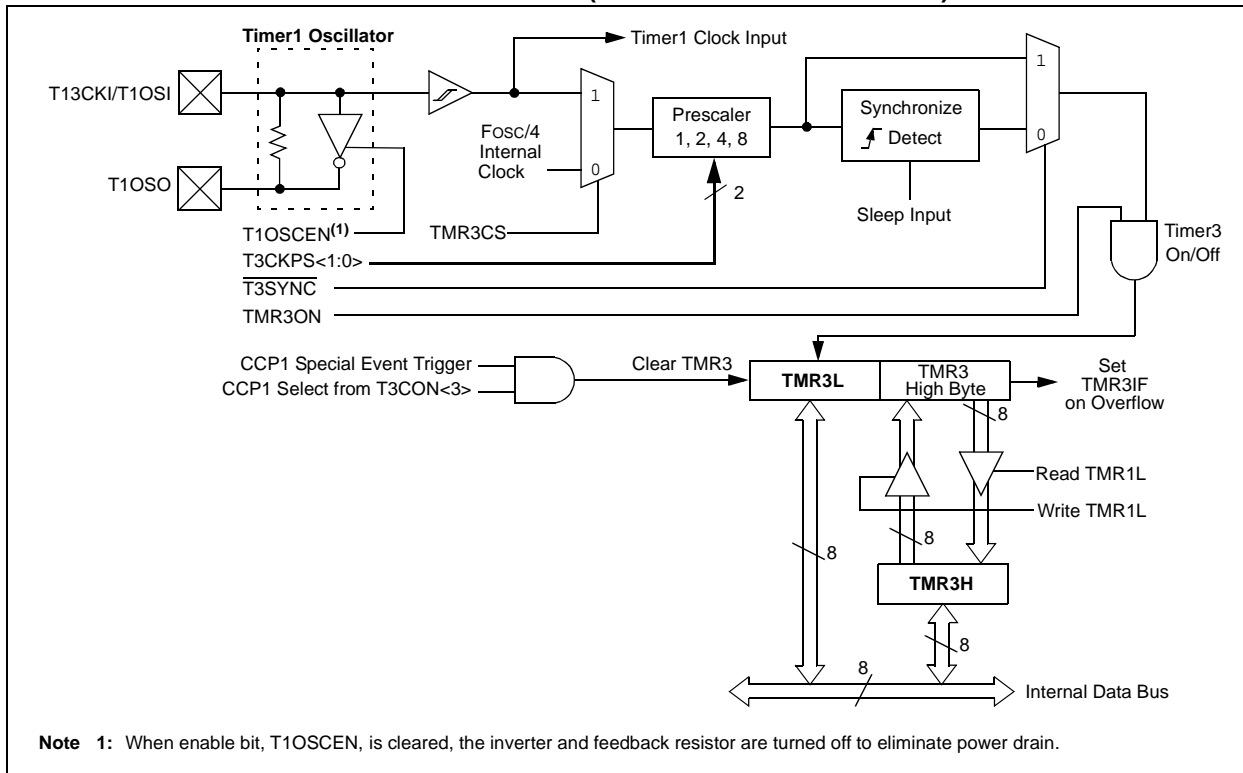 Timer1 Oscillator
Timer1 Clock Input
T13CKI/T1OSI
1
1
Prescaler
1, 2, 4, 8
Synchronize
Detect
FOSC/4
Internal
Clock
0
0
T1OSO
2
Sleep Input
T1OSCEN(1)
TMR3CS
Timer3
On/Off
T3CKPS<1:0>
T3SYNC
TMR3ON
CCP1 Special Event Trigger
CCP1 Select from T3CON<3>
Clear TMR3
TMR3L
TMR3
High Byte
Set
TMR3IF
on Overflow
8
Read TMR1L
Write TMR1L
8
8
TMR3H
8
8
Internal Data Bus
Note 1: When enable bit, T1OSCEN, is cleared, the inverter and feedback resistor are turned off to eliminate power drain.